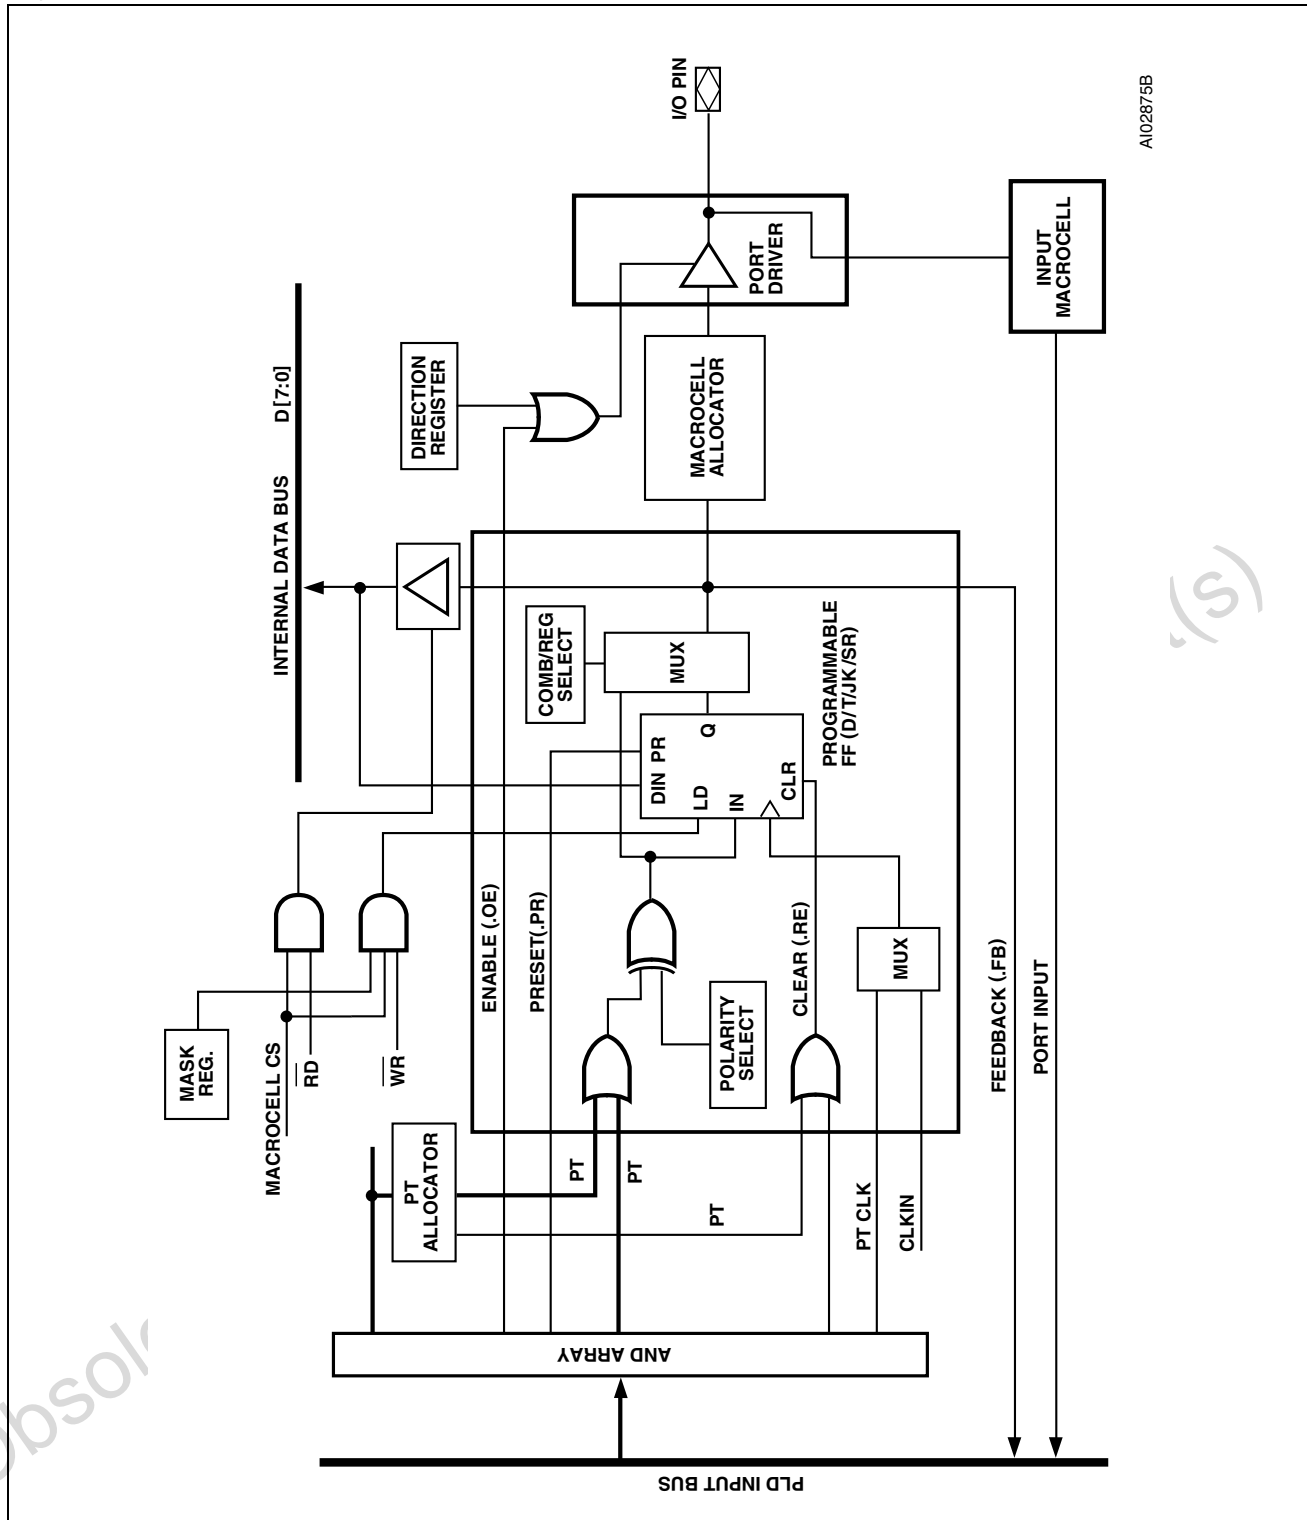 MASK
REG.
MACROCELL CS
RD
WR
INTERNAL DATA BUS
D [7:0]
DIRECTION
REGISTER
PT
ALLOCATOR
ENABLE (.OE)
PRESET(.PR)
COMB/REG
SELECT
PT
PT
DIN PR
LD
IN
Q
CLR
MUX
PROGRAMMABLE
FF (D/T/JK /SR)
MACROCELL
ALLOCATOR
PORT
DRIVER
I/O PIN
POLARITY
SELECT
PT
CLEAR (.RE)
PT CLK
CLKIN
MUX
FEEDBACK (.FB)
PORT INPUT
INPUT
MACROCELL
AND ARRAY
PLD INPUT BUS
AI02875B
(s)